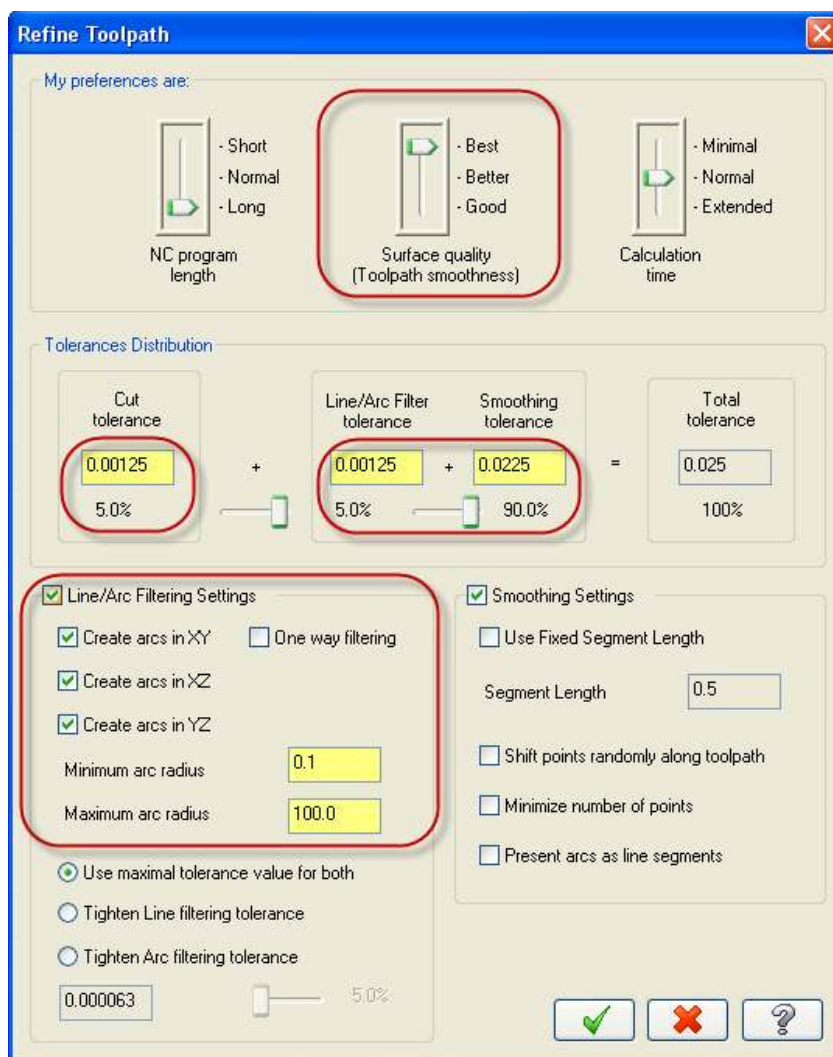 Refine Toolpath
My preferences are:
- Short
- Normal
- Long
NC program
length
- Best
- Better
- Good
Surface quality
(Toolpath smoothness)
- Minimal
- Normal
- Extended
Calculation
time
Tolerances Distribution
Cut
tolerance
0.00125
5.0%
+
Line/Arc Filter
tolerance
0.00125
5.0%
+
Smoothing
tolerance
0.0225
90.0%
=
Total
tolerance
0.025
100%
Line/Arc Filtering Settings
Create arcs in XY
One way filtering
Create arcs in XZ
Create arcs in YZ
Minimum arc radius
0.1
Maximum arc radius
100.0
Use maximal tolerance value for both
Tighten Line filtering tolerance
Tighten Arc filtering tolerance
0.000063
5.0%
Smoothing Settings
Use Fixed Segment Length
Segment Length
0.5
Shift points randomly along toolpath
Minimize number of points
Present arcs as line segments
?